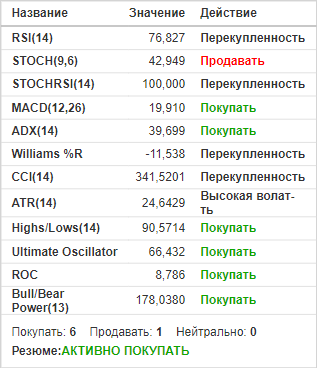 Название Значение Действие
RSI(14) 76,827 Перекупленность
STOCH(9,6) 42,949 Продавать
STOCHRSI(14) 100,000 Перекупленность
MACD(12,26) 19,910 Покупать
ADX(14) 39,699 Покупать
Williams %R -11,538 Перекупленность
CCI(14) 341,5201 Перекупленность
ATR(14) 24,6429 Высокая волат-
ть
Highs/Lows(14) 90,5714 Покупать
Ultimate Oscillator 66,432 Покупать
ROC 8,786 Покупать
Bull/Bear
Power(13) 178,0380 Покупать
Покупать: 6 Продавать: 1 Нейтрально: 0
Резюме:АКТИВНО ПОКУПАТЬ